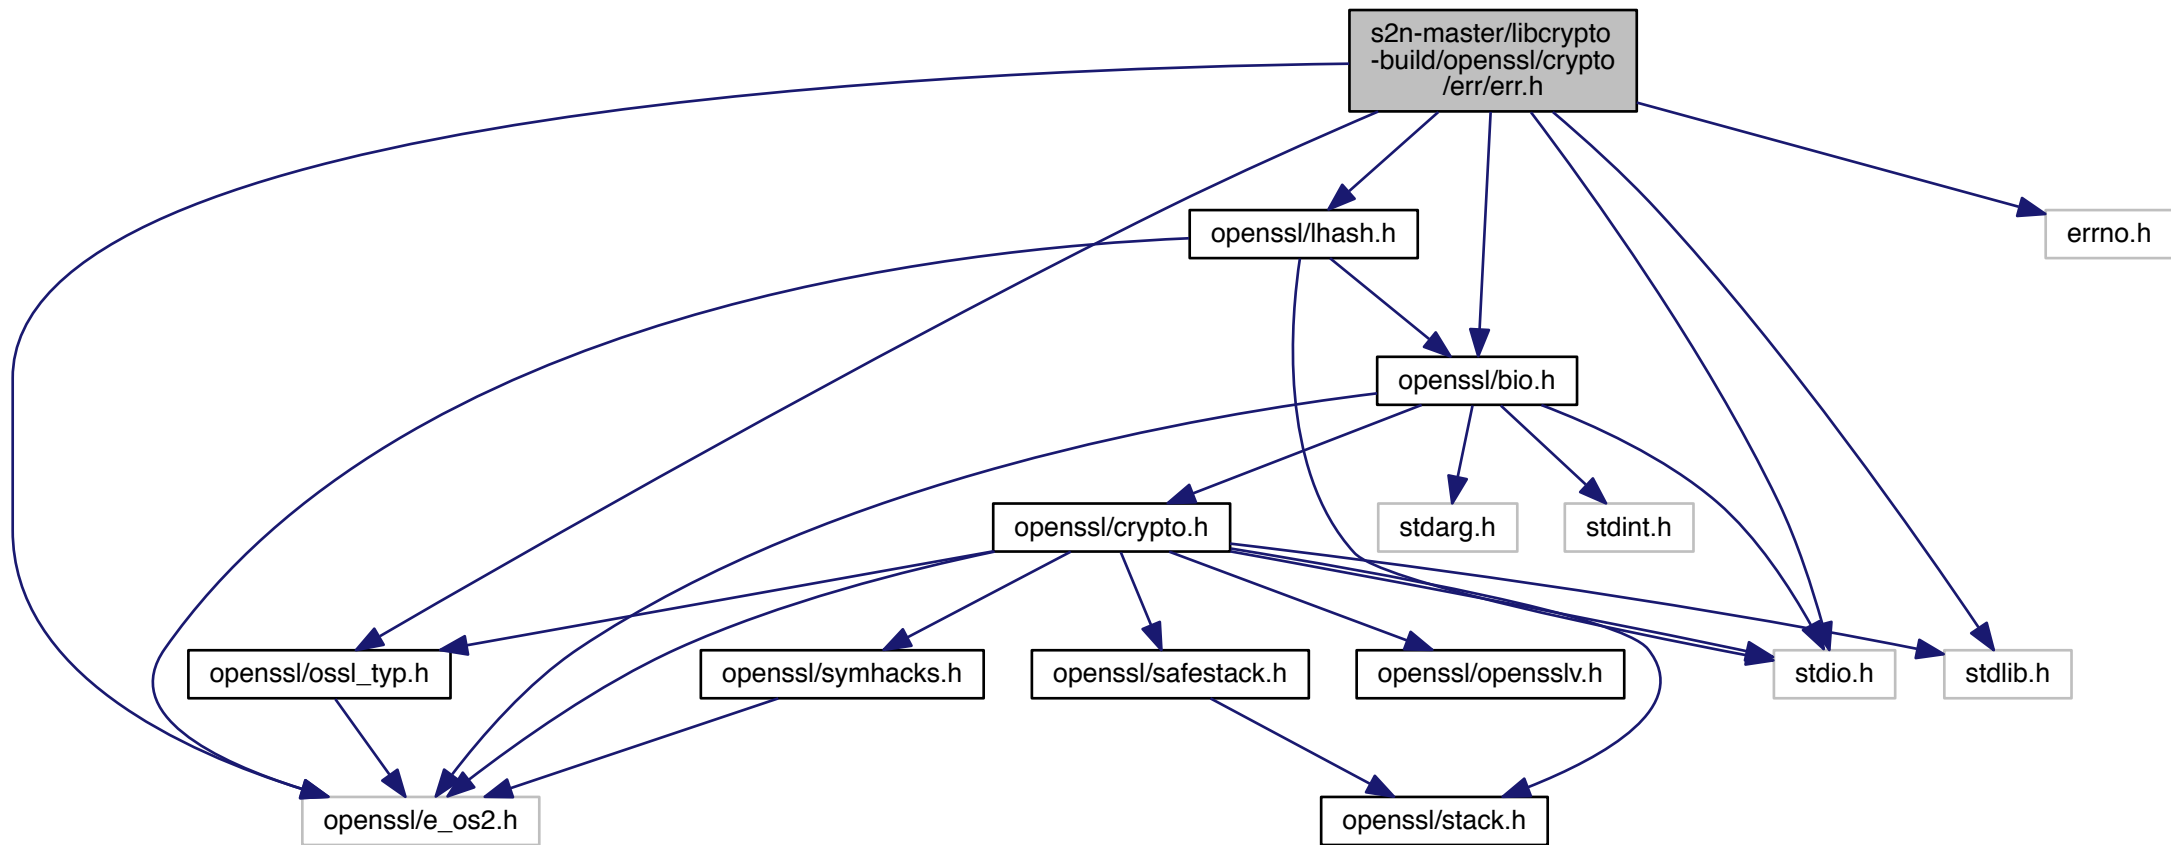 s2n-master/libcrypto
-build/openssl/crypto
/err/err.h
openssl/lhash.h
errno.h
openssl/bio.h
openssl/crypto.h
stdarg.h
stdint.h
openssl/ossl_typ.h
openssl/symhacks.h
openssl/safestack.h
openssl/opensslv.h
stdio.h
stdlib.h
openssl/e_os2.h
openssl/stack.h